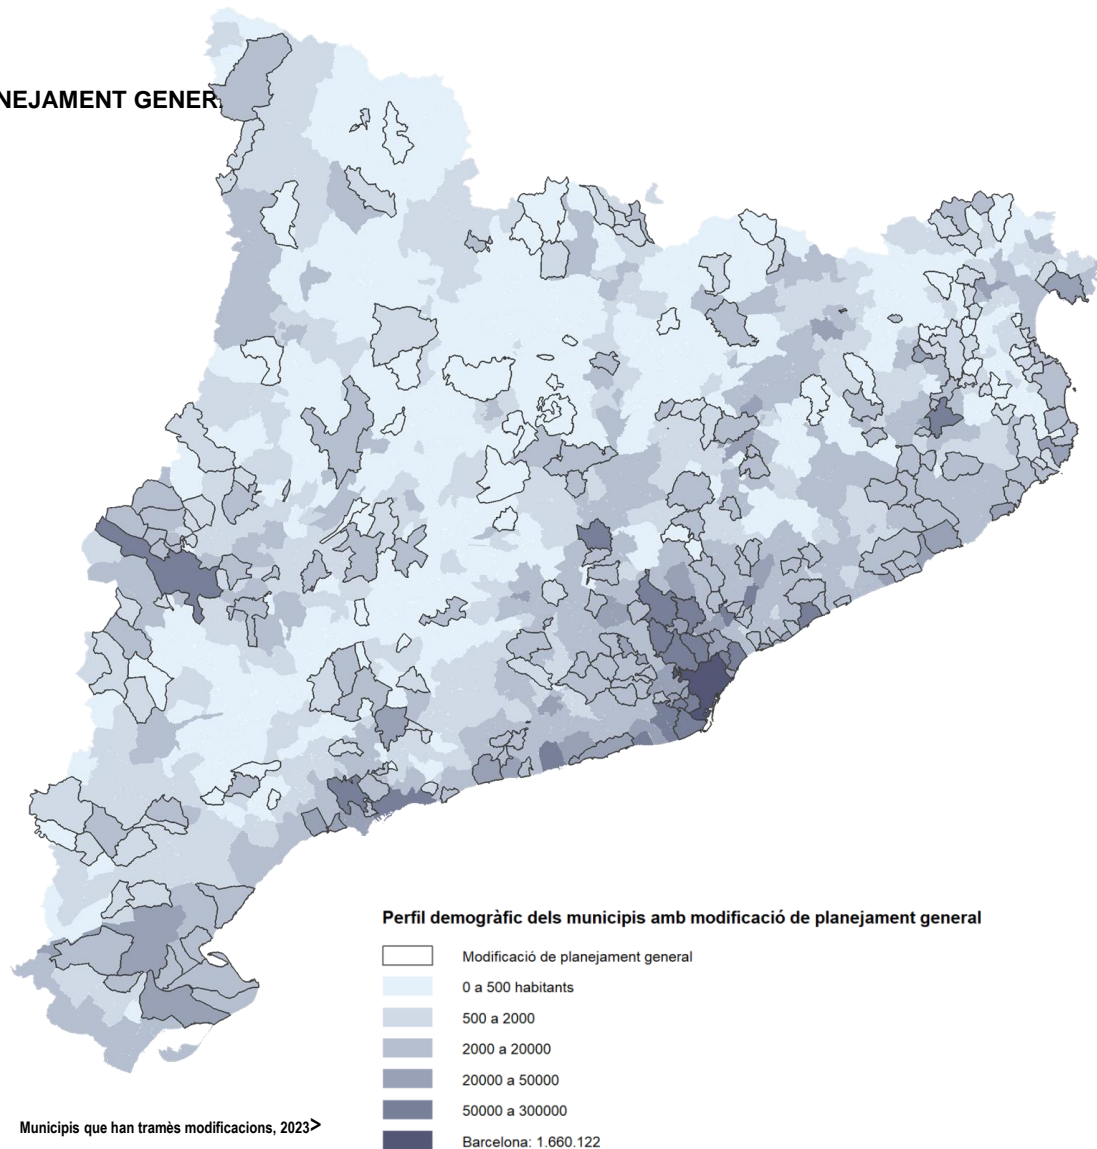 NEJAMENT GENERA
Perfil demogràfic dels municipis amb modificació de planejament general
Modificació de planejament general
0 a 500 habitants
500 a 2000
2000 a 20000
20000 a 50000
50000 a 300000
Barcelona: 1.660.122
Municipis que han tramès modificacions, 2023>